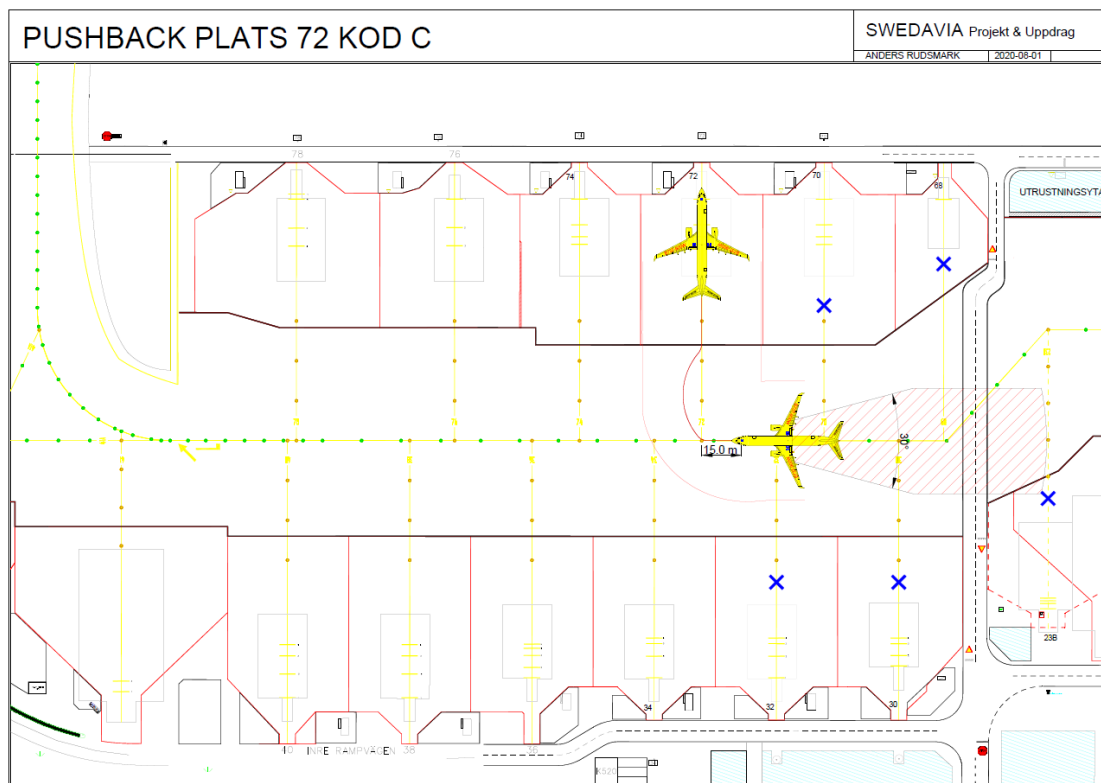 PUSHBACK PLATS 72 KOD C
SWEDAVIA Projekt & Uppdrag
ANDERS RUDSMARK 2020-08-01
78
76
74
72
70
68
UTRUSTNINGSYTA
15.0 m
30°
23B
34
32
30
40 INRE RAMPVÄGEN 38
36
K520